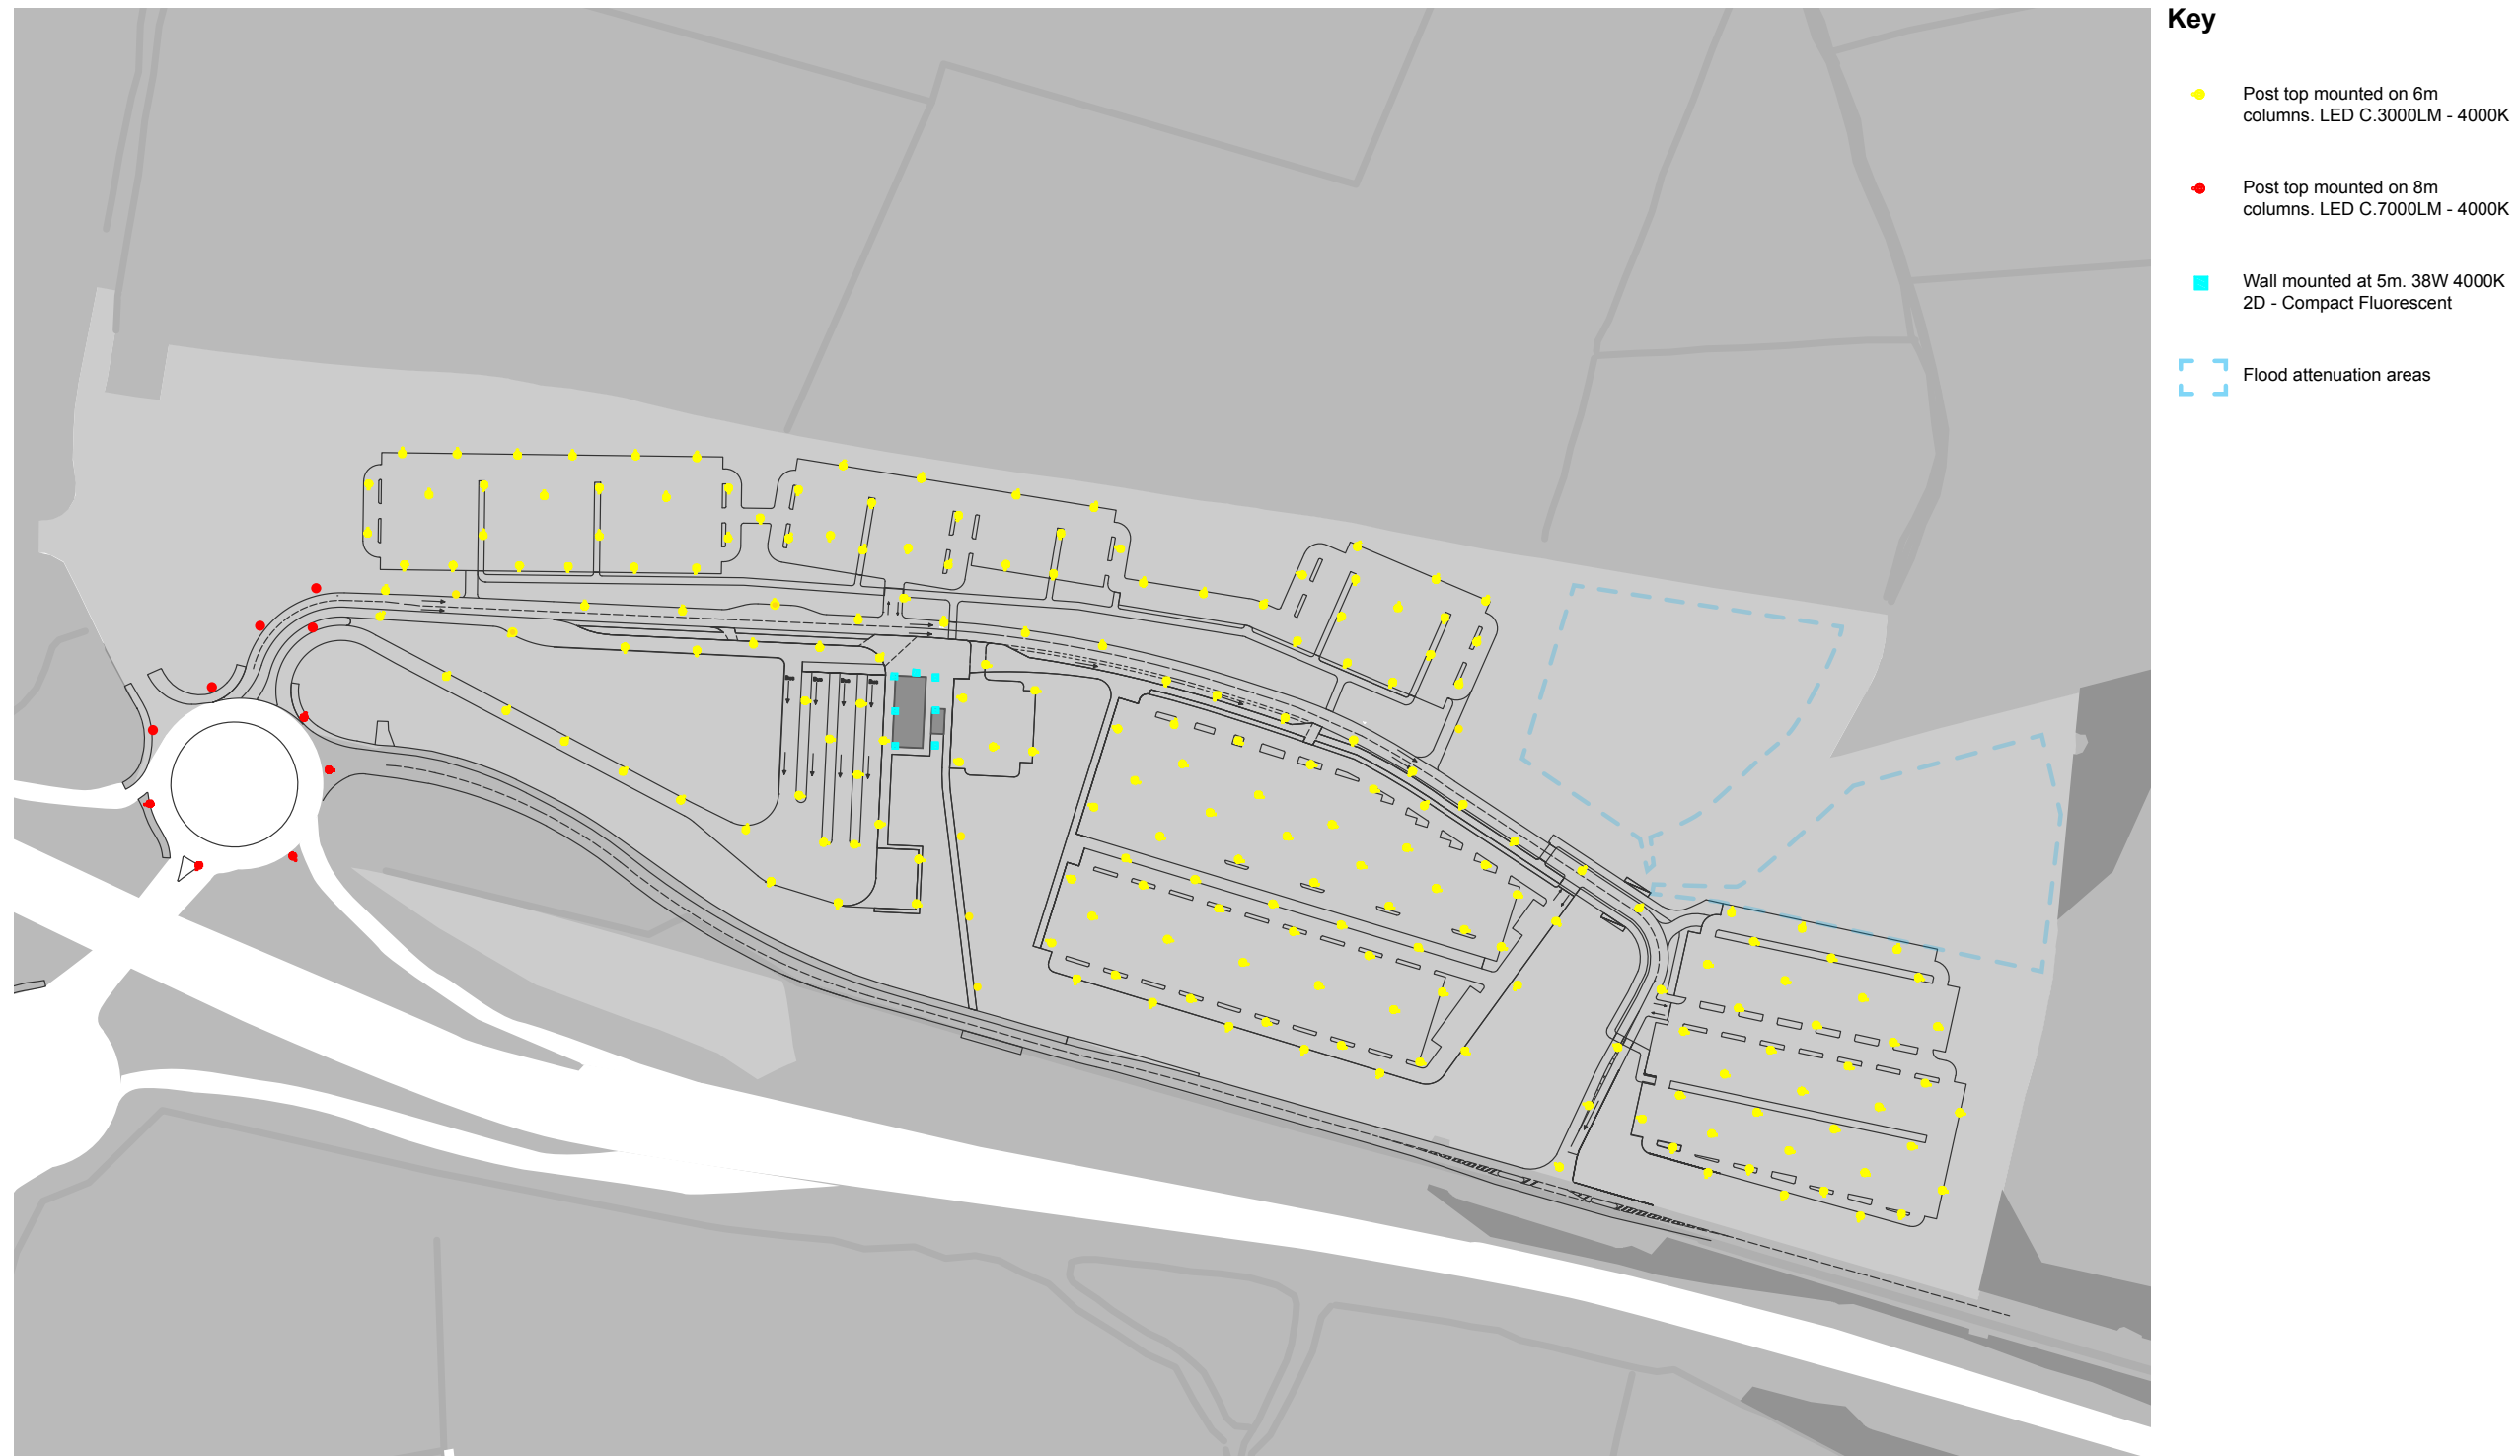 Key
Post top mounted on 6m
columns. LED C.3000LM - 4000K
Post top mounted on 8m
columns. LED C.7000LM - 4000K
Wall mounted at 5m. 38W 4000K
2D - Compact Fluorescent
Flood attenuation areas